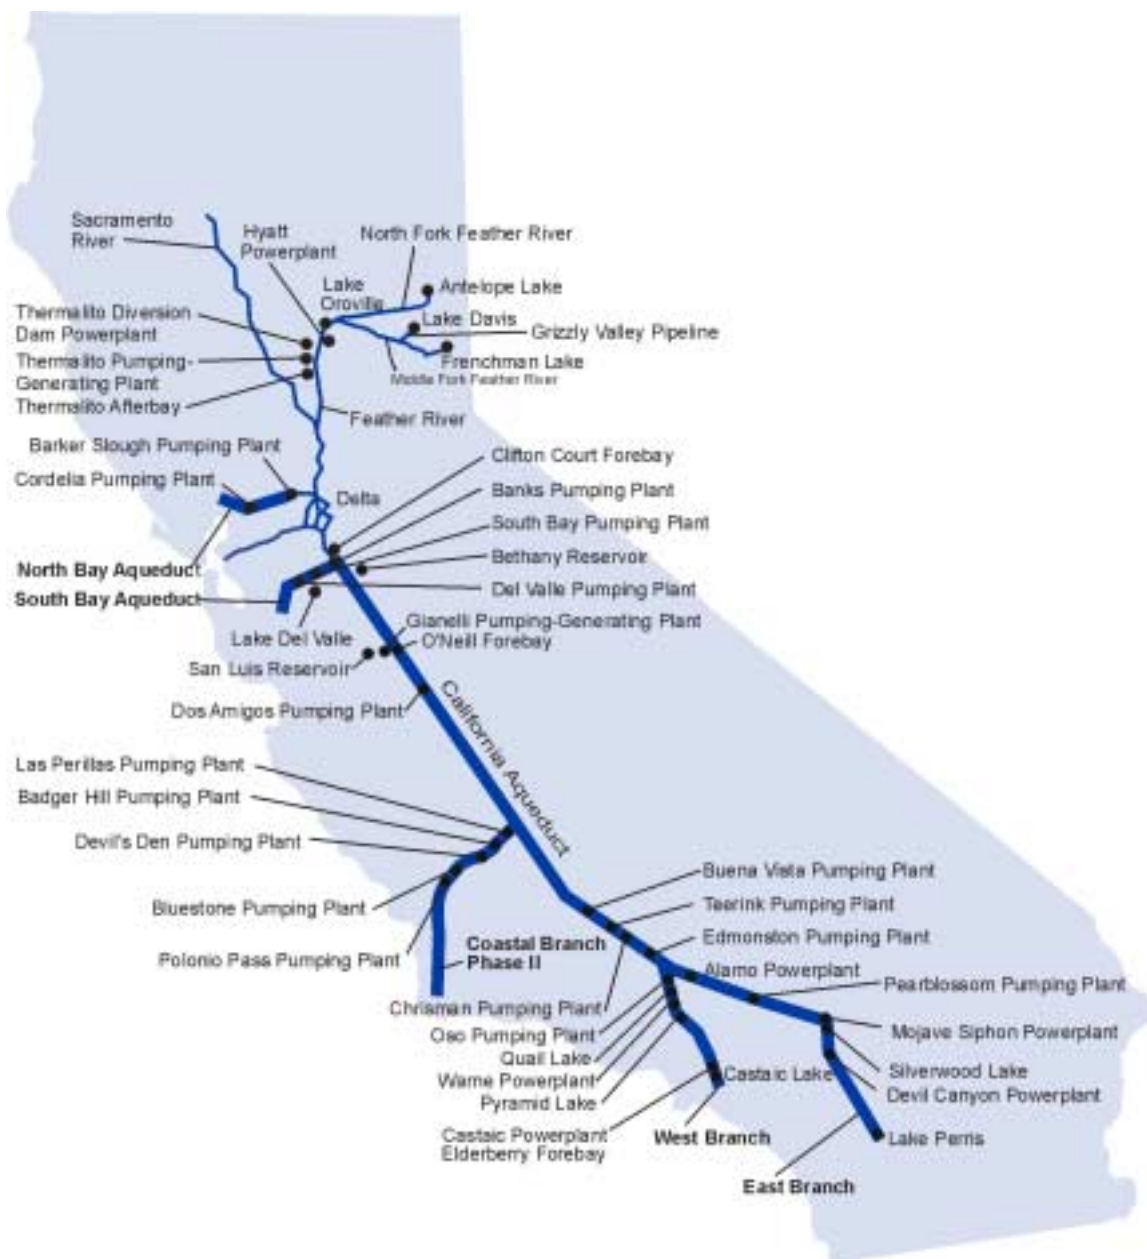 Sacramento
River
Hyatt
Powerplant
North Fork Feather River
Lake
Oroville
Antelope Lake
Thermalito Diversion
Dam Powerplant
Lake Davis
Grizzly Valley Pipeline
Thermalito Pumping-
Generating Plant
Frenchman Lake
Middle Fork Feather River
Thermalito Afterbay
Feather River
Barker Slough Pumping Plant
Clifton Court Forebay
Cordelia Pumping Plant
Delta
Banks Pumping Plant
South Bay Pumping Plant
Bethany Reservoir
North Bay Aqueduct
South Bay Aqueduct
Del Valle Pumping Plant
Gianelli Pumping-Generating Plant
Lake Del Valle
O'Neill Forebay
San Luis Reservoir
Dos Amigos Pumping Plant
California Aqueduct
Las Perillas Pumping Plant
Badger Hill Pumping Plant
Devil's Den Pumping Plant
Buena Vista Pumping Plant
Bluestone Pumping Plant
Teerink Pumping Plant
Edmonston Pumping Plant
Coastal Branch
Phase II
Polonio Pass Pumping Plant
Alamo Powerplant
Pearblossom Pumping Plant
Chrisman Pumping Plant
Oso Pumping Plant
Mojave Siphon Powerplant
Quail Lake
Warne Powerplant
Castaic Lake
Silverwood Lake
Pyramid Lake
Devil Canyon Powerplant
Castaic Powerplant
Elderberry Forebay
West Branch
Lake Perris
East Branch